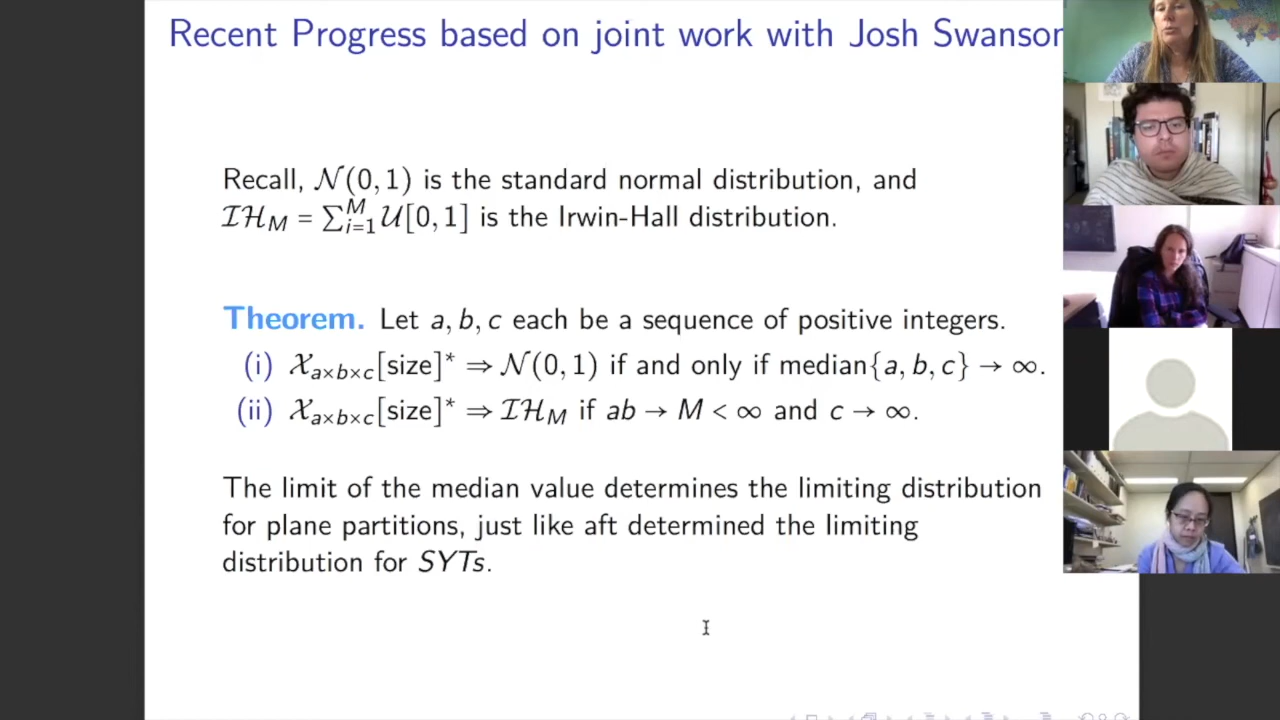 Recent Progress based on joint work with Josh Swanson
Recall, 𝒩(0, 1) is the standard normal distribution, and
ℐℋ_M = ∑_{i=1}^{M} 𝒰[0, 1] is the Irwin-Hall distribution.
Theorem. Let a, b, c each be a sequence of positive integers.
(i) 𝒳_{a×b×c}[size]* ⇒ 𝒩(0, 1) if and only if median{a, b, c} → ∞.
(ii) 𝒳_{a×b×c}[size]* ⇒ ℐℋ_M if ab → M < ∞ and c → ∞.
The limit of the median value determines the limiting distribution
for plane partitions, just like aft determined the limiting
distribution for SYTs.